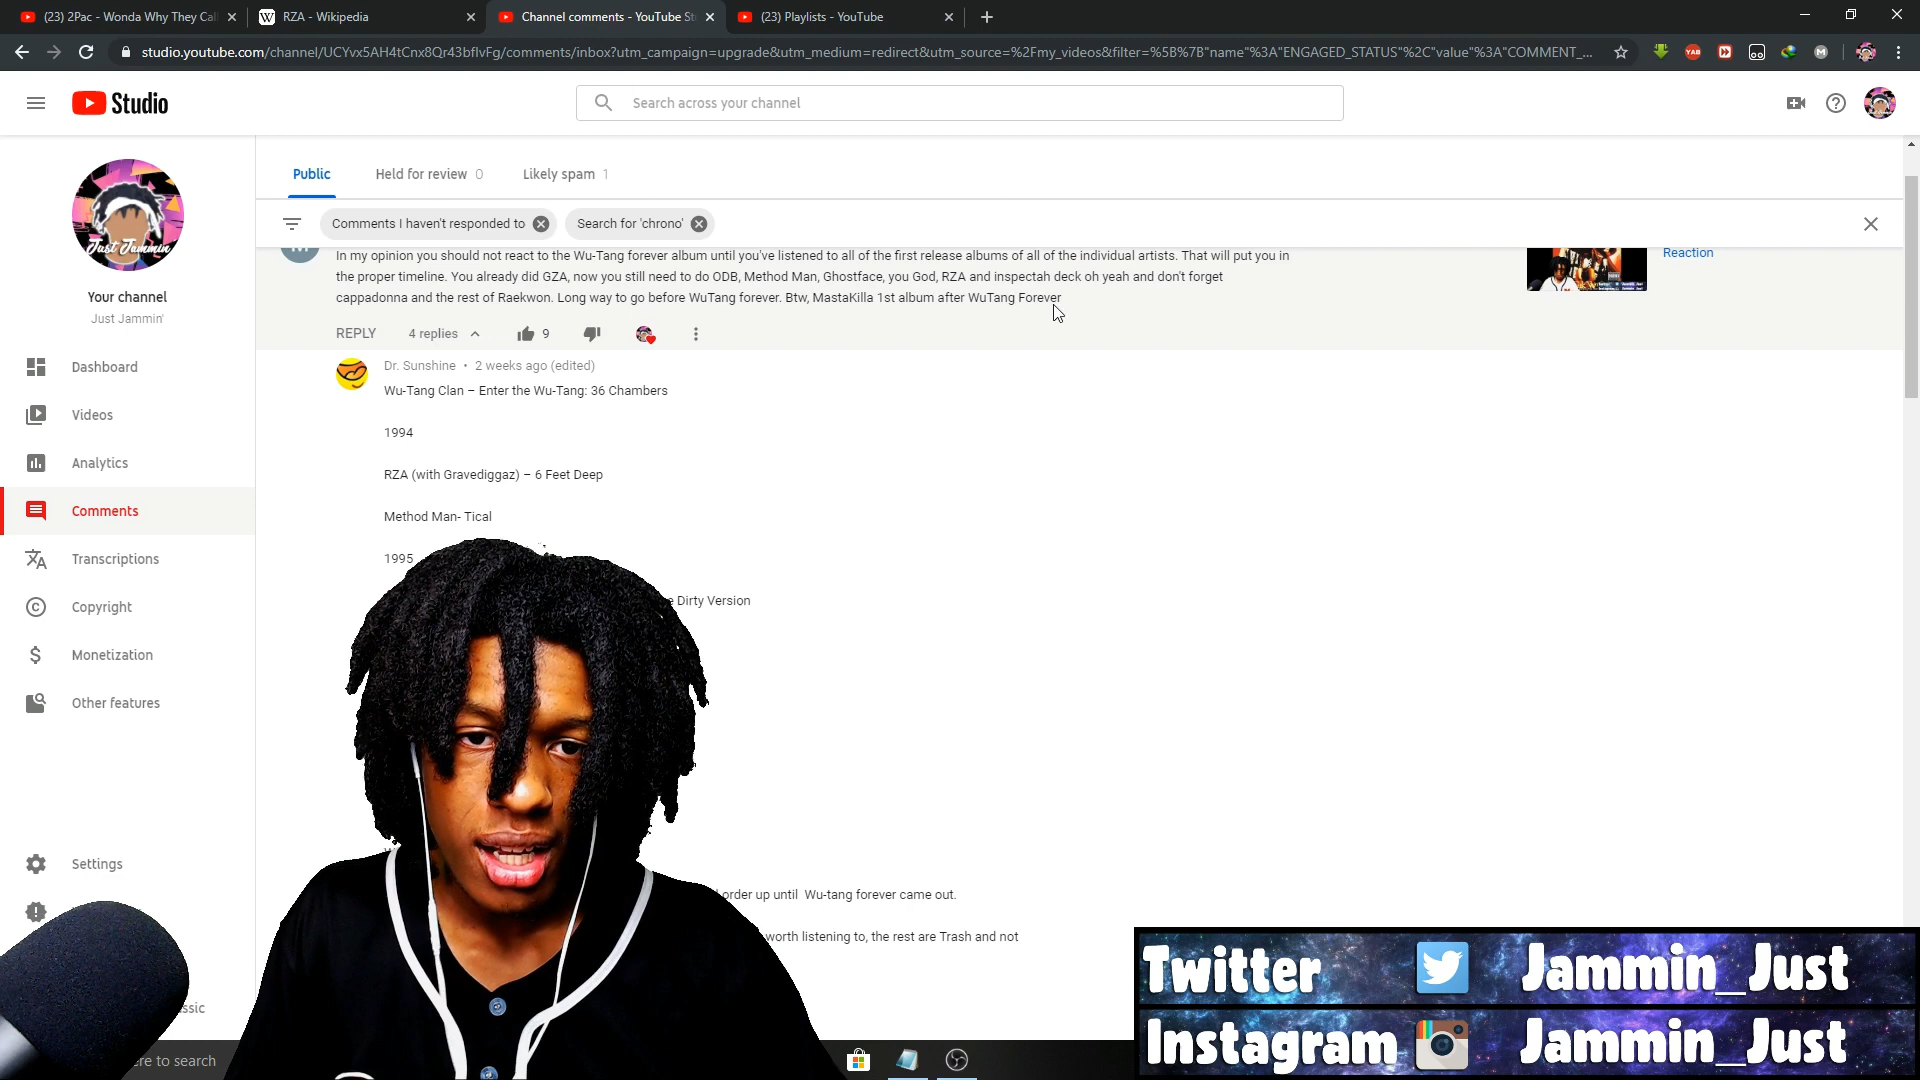 (23) 2Pac - Wonda Why They Call
RZA - Wikipedia
Channel comments - YouTube St
(23) Playlists - YouTube
studio.youtube.com/channel/UCYvx5AH4tCnx8Qr43bflvFg/comments/inbox?utm_campaign=upgrade&utm_medium=redirect&utm_source=%2Fmy_videos&filter=%5B%7B"name"%3A"ENGAGED_STATUS"%2C"value"%3A"COMMENT_...
Studio
Search across your channel
Just Jammin
Your channel
Just Jammin'
Dashboard
Videos
Analytics
Comments
Transcriptions
Copyright
Monetization
Other features
Settings
ssic
ere to search
Public
Held for review 0
Likely spam 1
Comments I haven't responded to
Search for 'chrono'
In my opinion you should not react to the Wu-Tang forever album until you've listened to all of the first release albums of all of the individual artists. That will put you in
the proper timeline. You already did GZA, now you still need to do ODB, Method Man, Ghostface, you God, RZA and inspectah deck oh yeah and don't forget
cappadonna and the rest of Raekwon. Long way to go before WuTang forever. Btw, MastaKilla 1st album after WuTang Forever
Reaction
REPLY
4 replies
9
Dr. Sunshine • 2 weeks ago (edited)
Wu-Tang Clan – Enter the Wu-Tang: 36 Chambers
1994
RZA (with Gravediggaz) – 6 Feet Deep
Method Man- Tical
1995
Dirty Version
order up until Wu-tang forever came out.
worth listening to, the rest are Trash and not
Twitter Jammin_Just
Instagram Jammin_Just